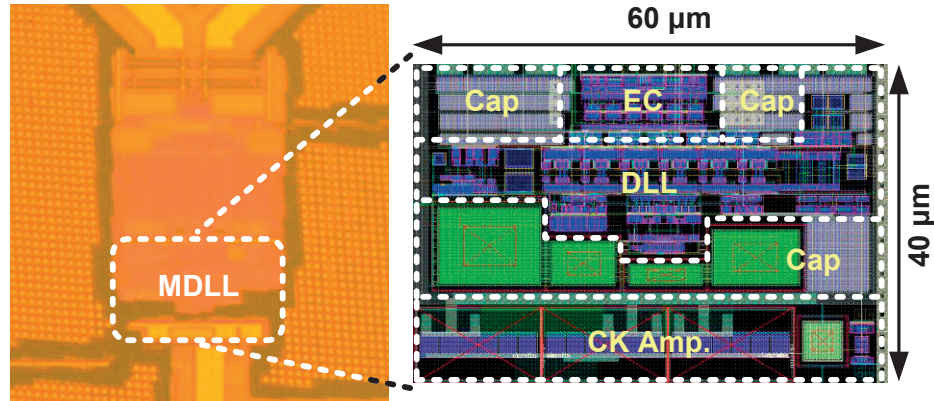 60 µm
Cap
EC
Cap
DLL
40 µm
MDLL
Cap
CK Amp.